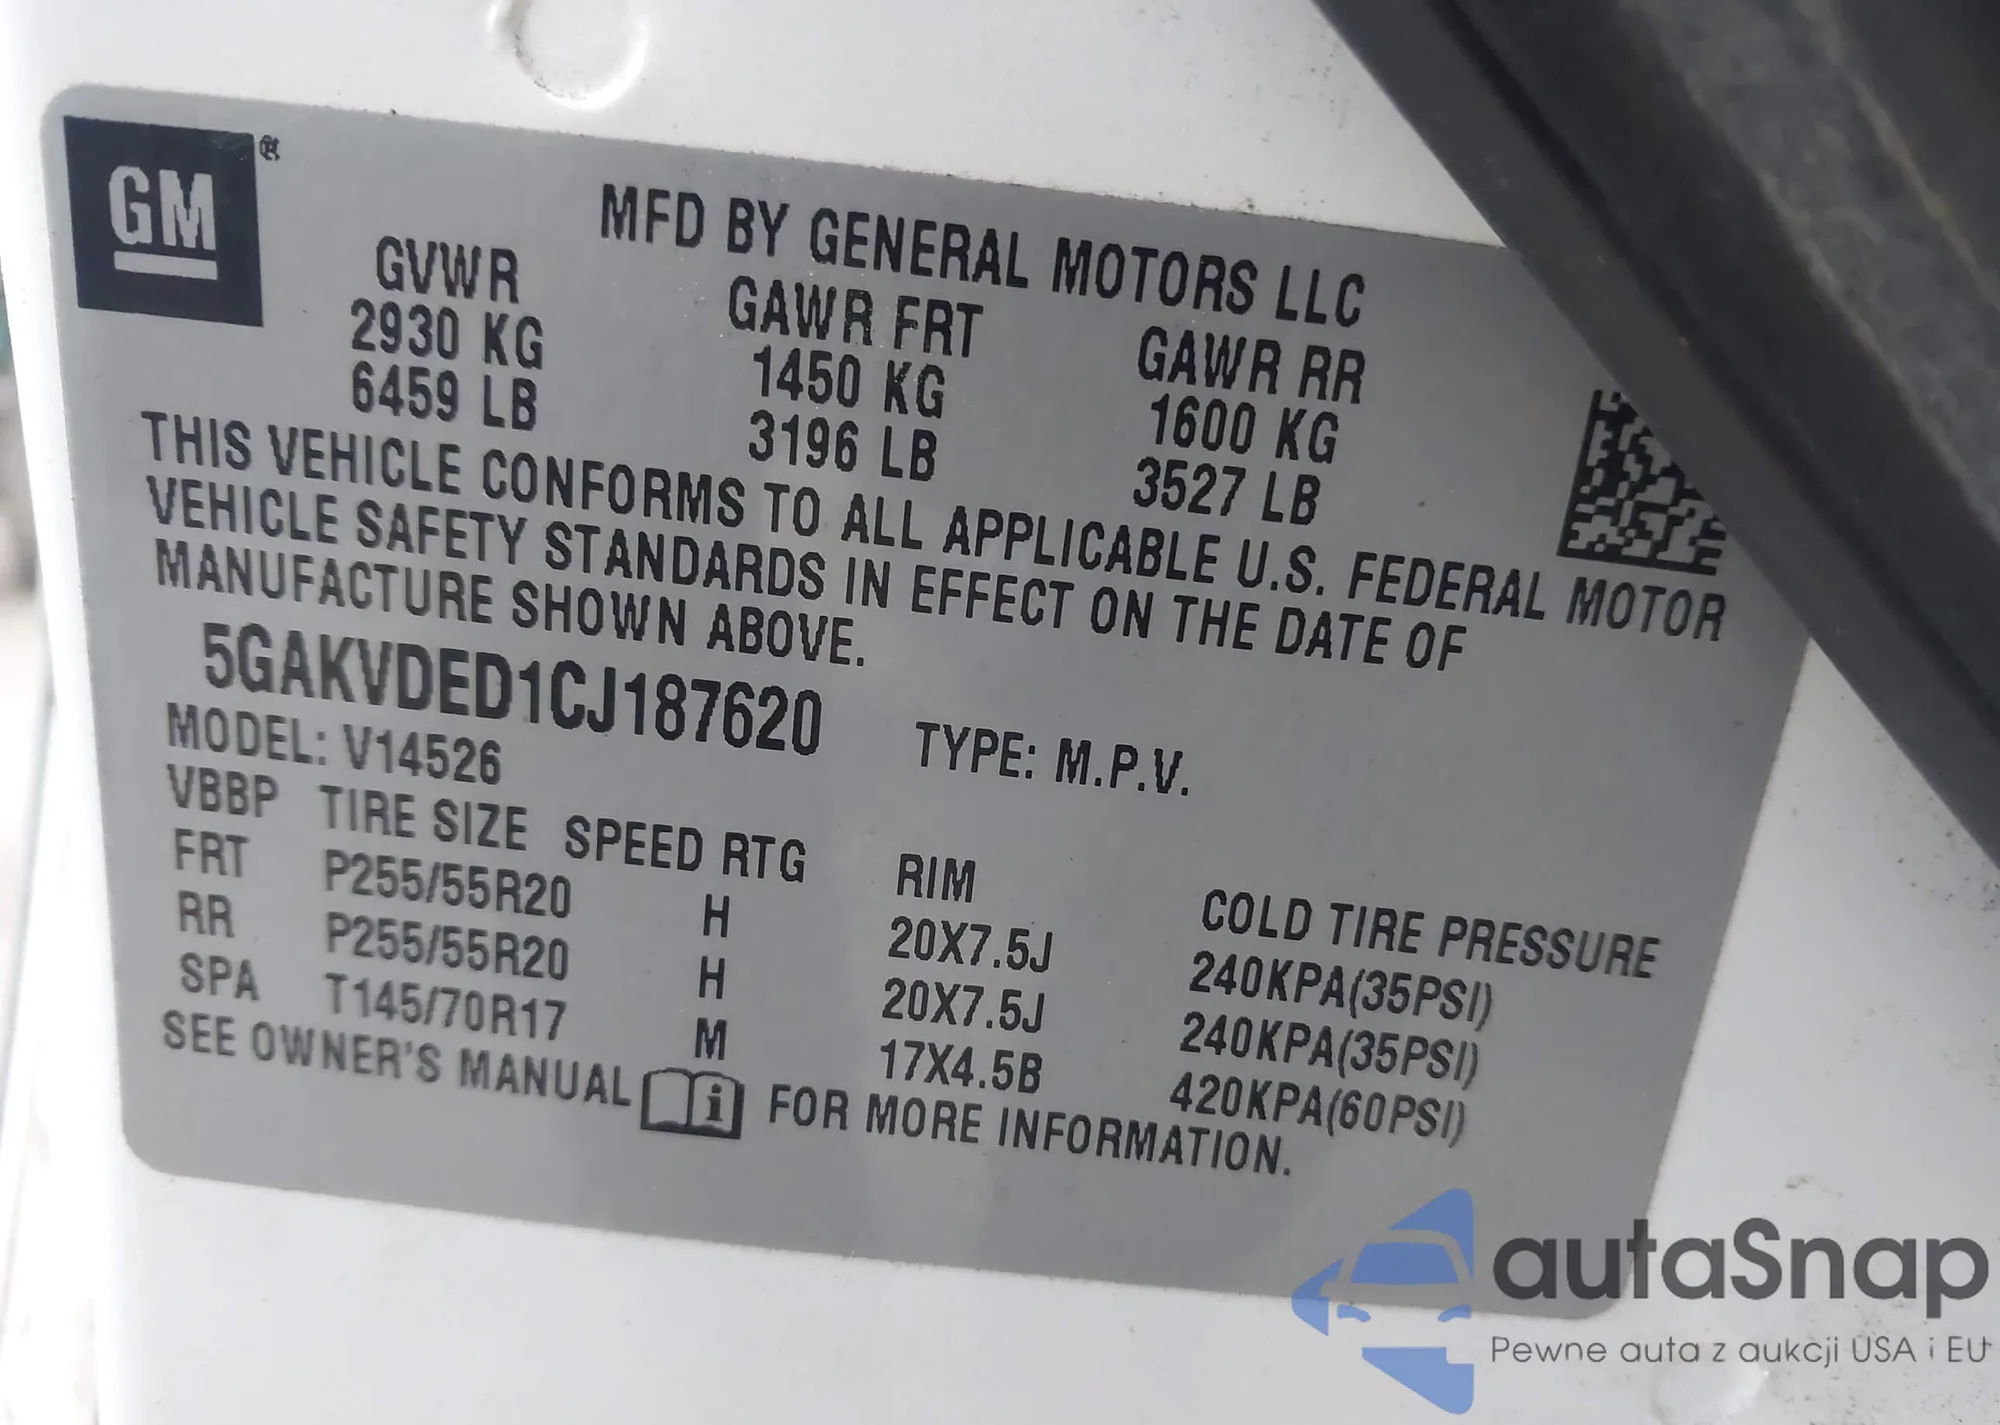 GM ®
MFD BY GENERAL MOTORS LLC
GVWR GAWR FRT GAWR RR
2930 KG 1450 KG 1600 KG
6459 LB 3196 LB 3527 LB
THIS VEHICLE CONFORMS TO ALL APPLICABLE U.S. FEDERAL MOTOR
VEHICLE SAFETY STANDARDS IN EFFECT ON THE DATE OF
MANUFACTURE SHOWN ABOVE.
5GAKVDED1CJ187620 TYPE: M.P.V.
MODEL: V14526
VBBP TIRE SIZE SPEED RTG RIM COLD TIRE PRESSURE
FRT P255/55R20 H 20X7.5J 240KPA(35PSI)
RR P255/55R20 H 20X7.5J 240KPA(35PSI)
SPA T145/70R17 M 17X4.5B 420KPA(60PSI)
SEE OWNER'S MANUAL i FOR MORE INFORMATION.
autaSnap
Pewne auta z aukcji USA i EU